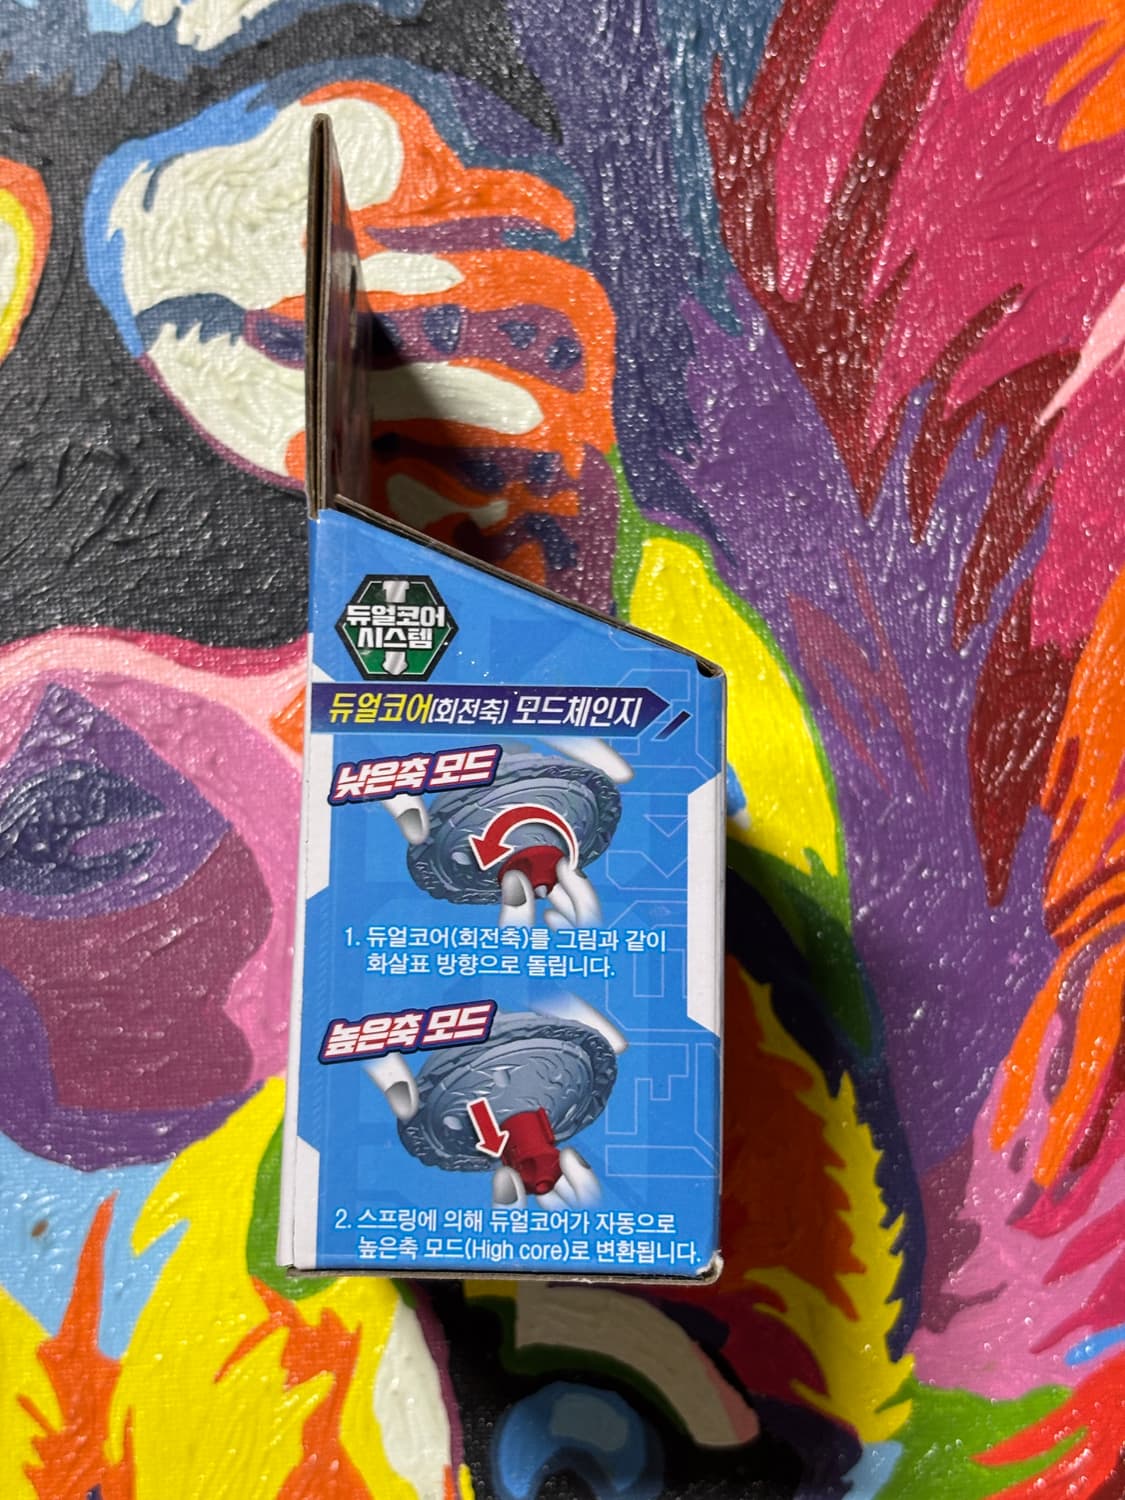 듀얼코어
시스템
듀얼코어(회전축) 모드체인지
낮은축 모드
1. 듀얼코어(회전축)를 그림과 같이
화살표 방향으로 돌립니다.
높은축 모드
2. 스프링에 의해 듀얼코어가 자동으로
높은축 모드(High core)로 변환됩니다.